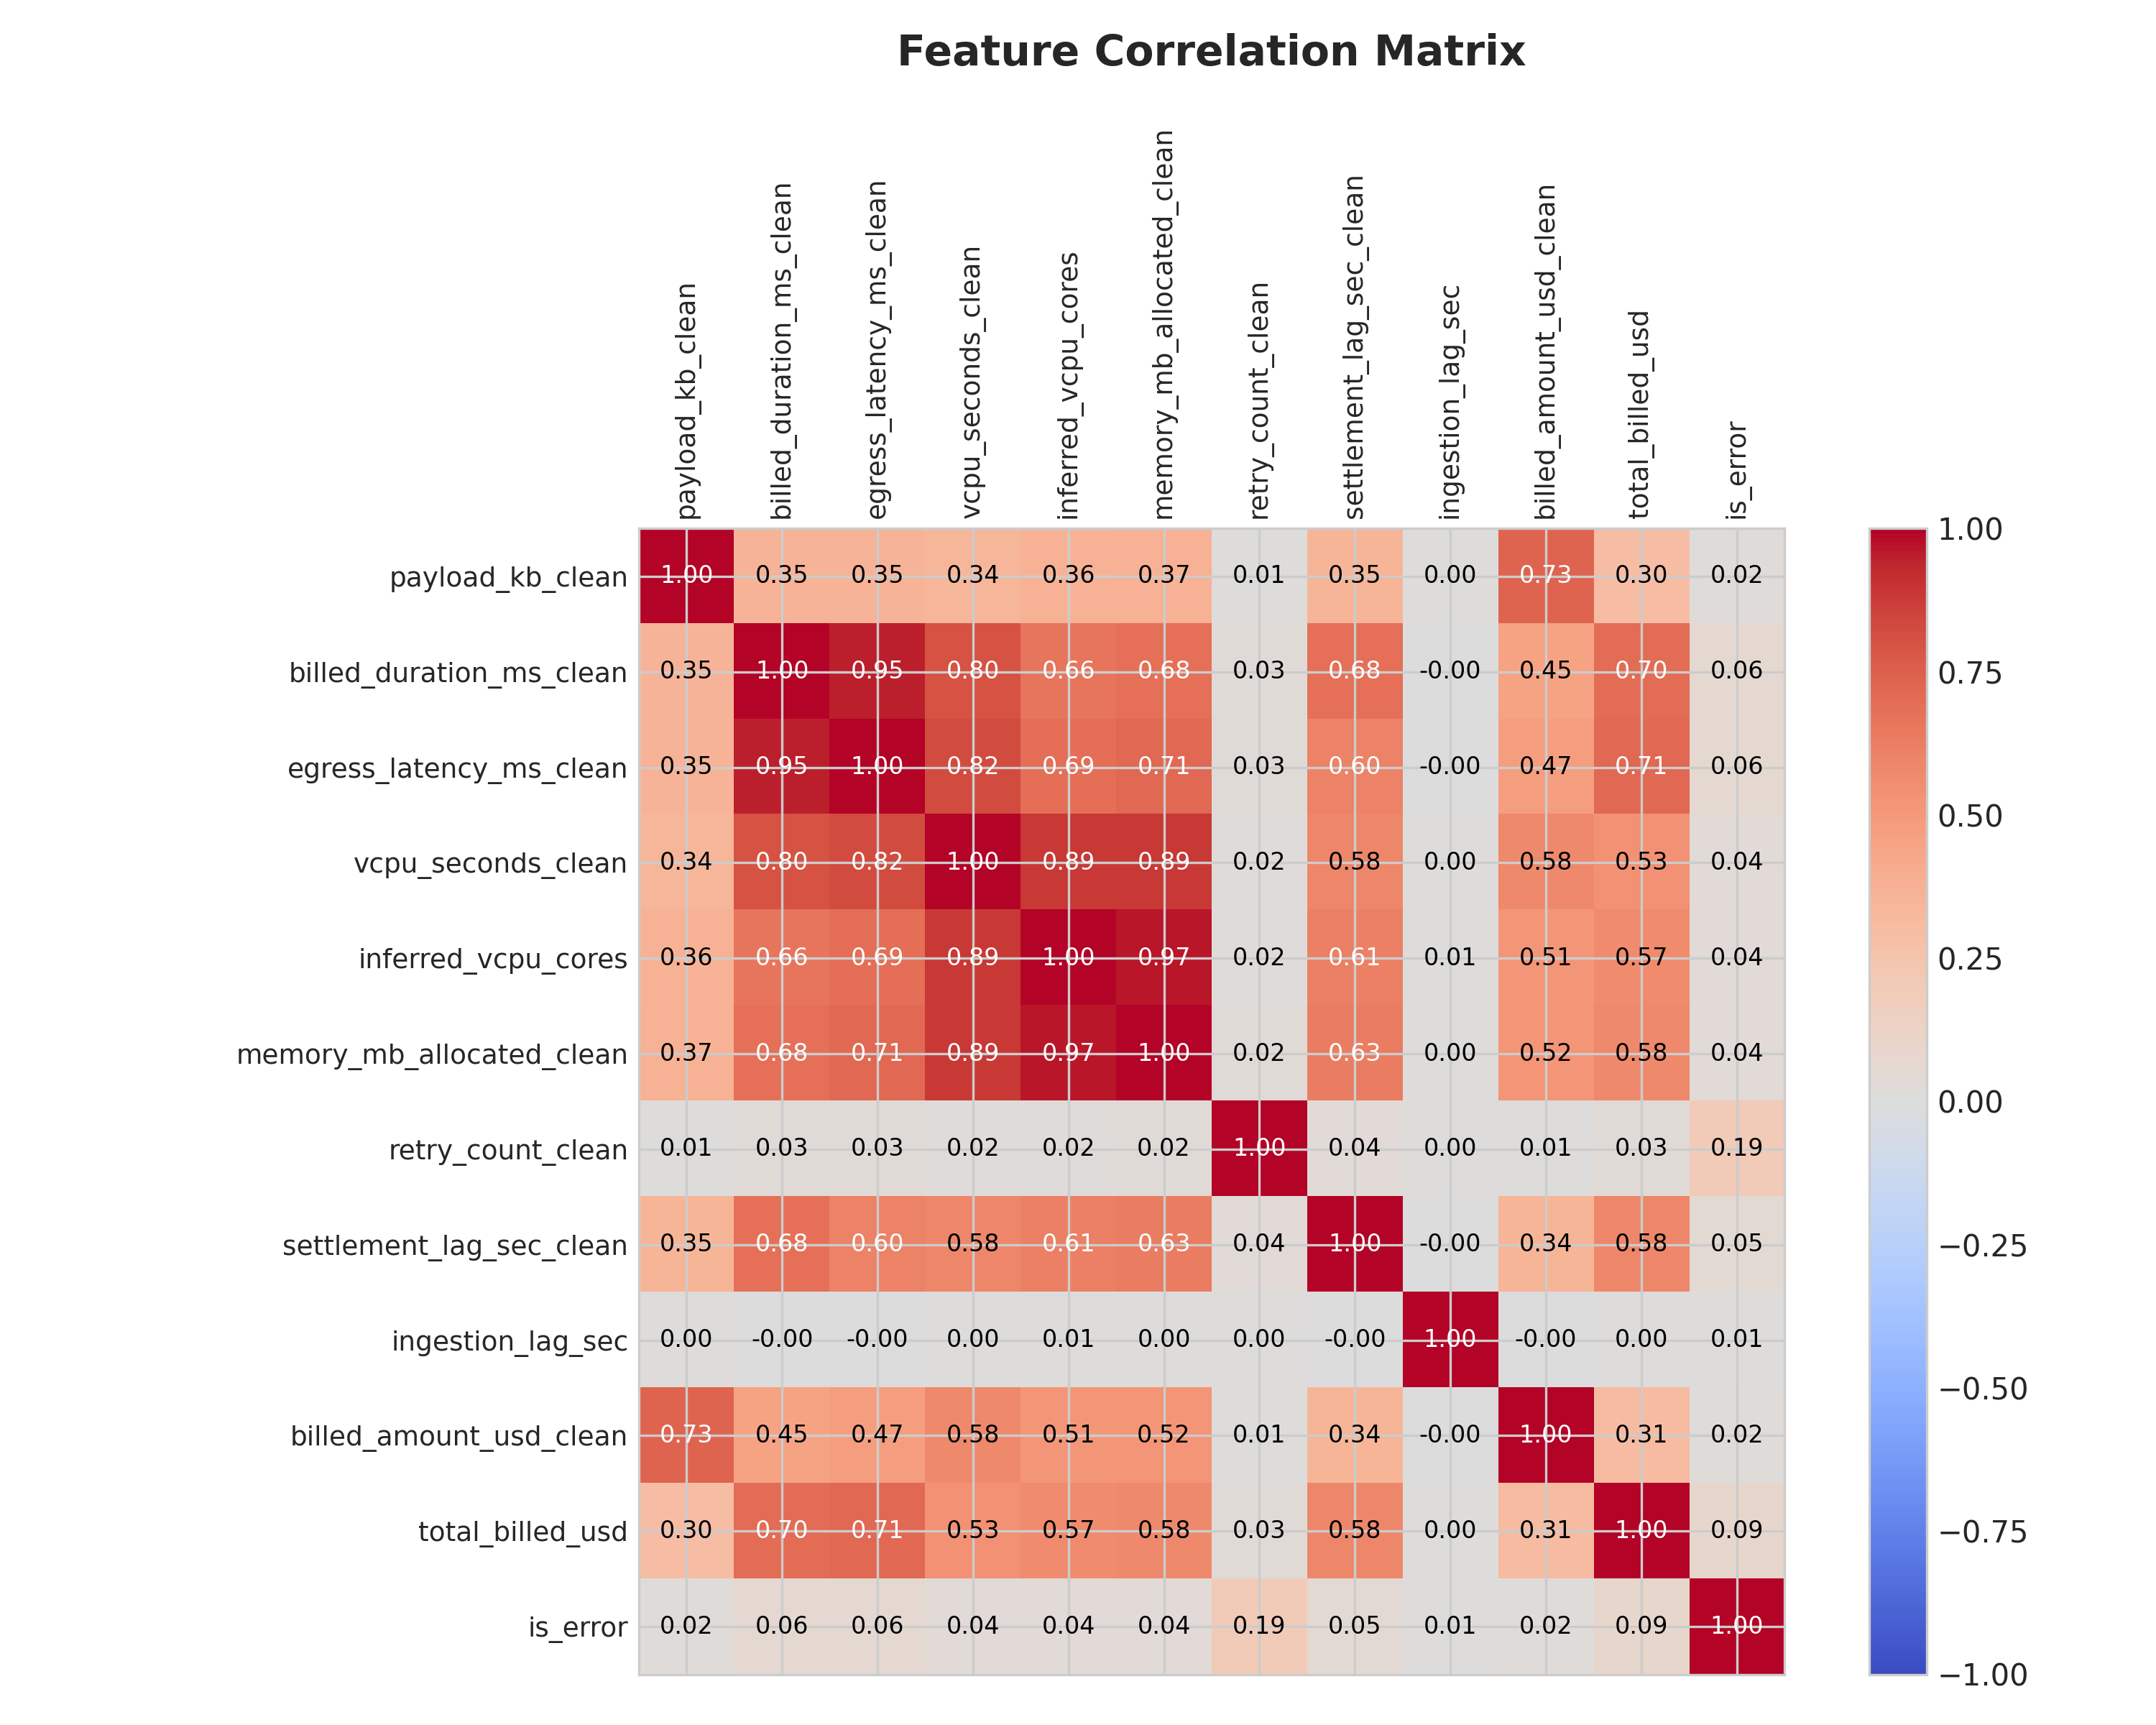 Feature Correlation Matrix
payload_kb_clean
billed_duration_ms_clean
egress_latency_ms_clean
vcpu_seconds_clean
inferred_vcpu_cores
memory_mb_allocated_clean
retry_count_clean
settlement_lag_sec_clean
ingestion_lag_sec
billed_amount_usd_clean
total_billed_usd
is_error
payload_kb_clean 1.00 0.35 0.35 0.34 0.36 0.37 0.01 0.35 0.00 0.73 0.30 0.02
billed_duration_ms_clean 0.35 1.00 0.95 0.80 0.66 0.68 0.03 0.68 -0.00 0.45 0.70 0.06
egress_latency_ms_clean 0.35 0.95 1.00 0.82 0.69 0.71 0.03 0.60 -0.00 0.47 0.71 0.06
vcpu_seconds_clean 0.34 0.80 0.82 1.00 0.89 0.89 0.02 0.58 0.00 0.58 0.53 0.04
inferred_vcpu_cores 0.36 0.66 0.69 0.89 1.00 0.97 0.02 0.61 0.01 0.51 0.57 0.04
memory_mb_allocated_clean 0.37 0.68 0.71 0.89 0.97 1.00 0.02 0.63 0.00 0.52 0.58 0.04
retry_count_clean 0.01 0.03 0.03 0.02 0.02 0.02 1.00 0.04 0.00 0.01 0.03 0.19
settlement_lag_sec_clean 0.35 0.68 0.60 0.58 0.61 0.63 0.04 1.00 -0.00 0.34 0.58 0.05
ingestion_lag_sec 0.00 -0.00 -0.00 0.00 0.01 0.00 0.00 -0.00 1.00 -0.00 0.00 0.01
billed_amount_usd_clean 0.73 0.45 0.47 0.58 0.51 0.52 0.01 0.34 -0.00 1.00 0.31 0.02
total_billed_usd 0.30 0.70 0.71 0.53 0.57 0.58 0.03 0.58 0.00 0.31 1.00 0.09
is_error 0.02 0.06 0.06 0.04 0.04 0.04 0.19 0.05 0.01 0.02 0.09 1.00
1.00
0.75
0.50
0.25
0.00
−0.25
−0.50
−0.75
−1.00